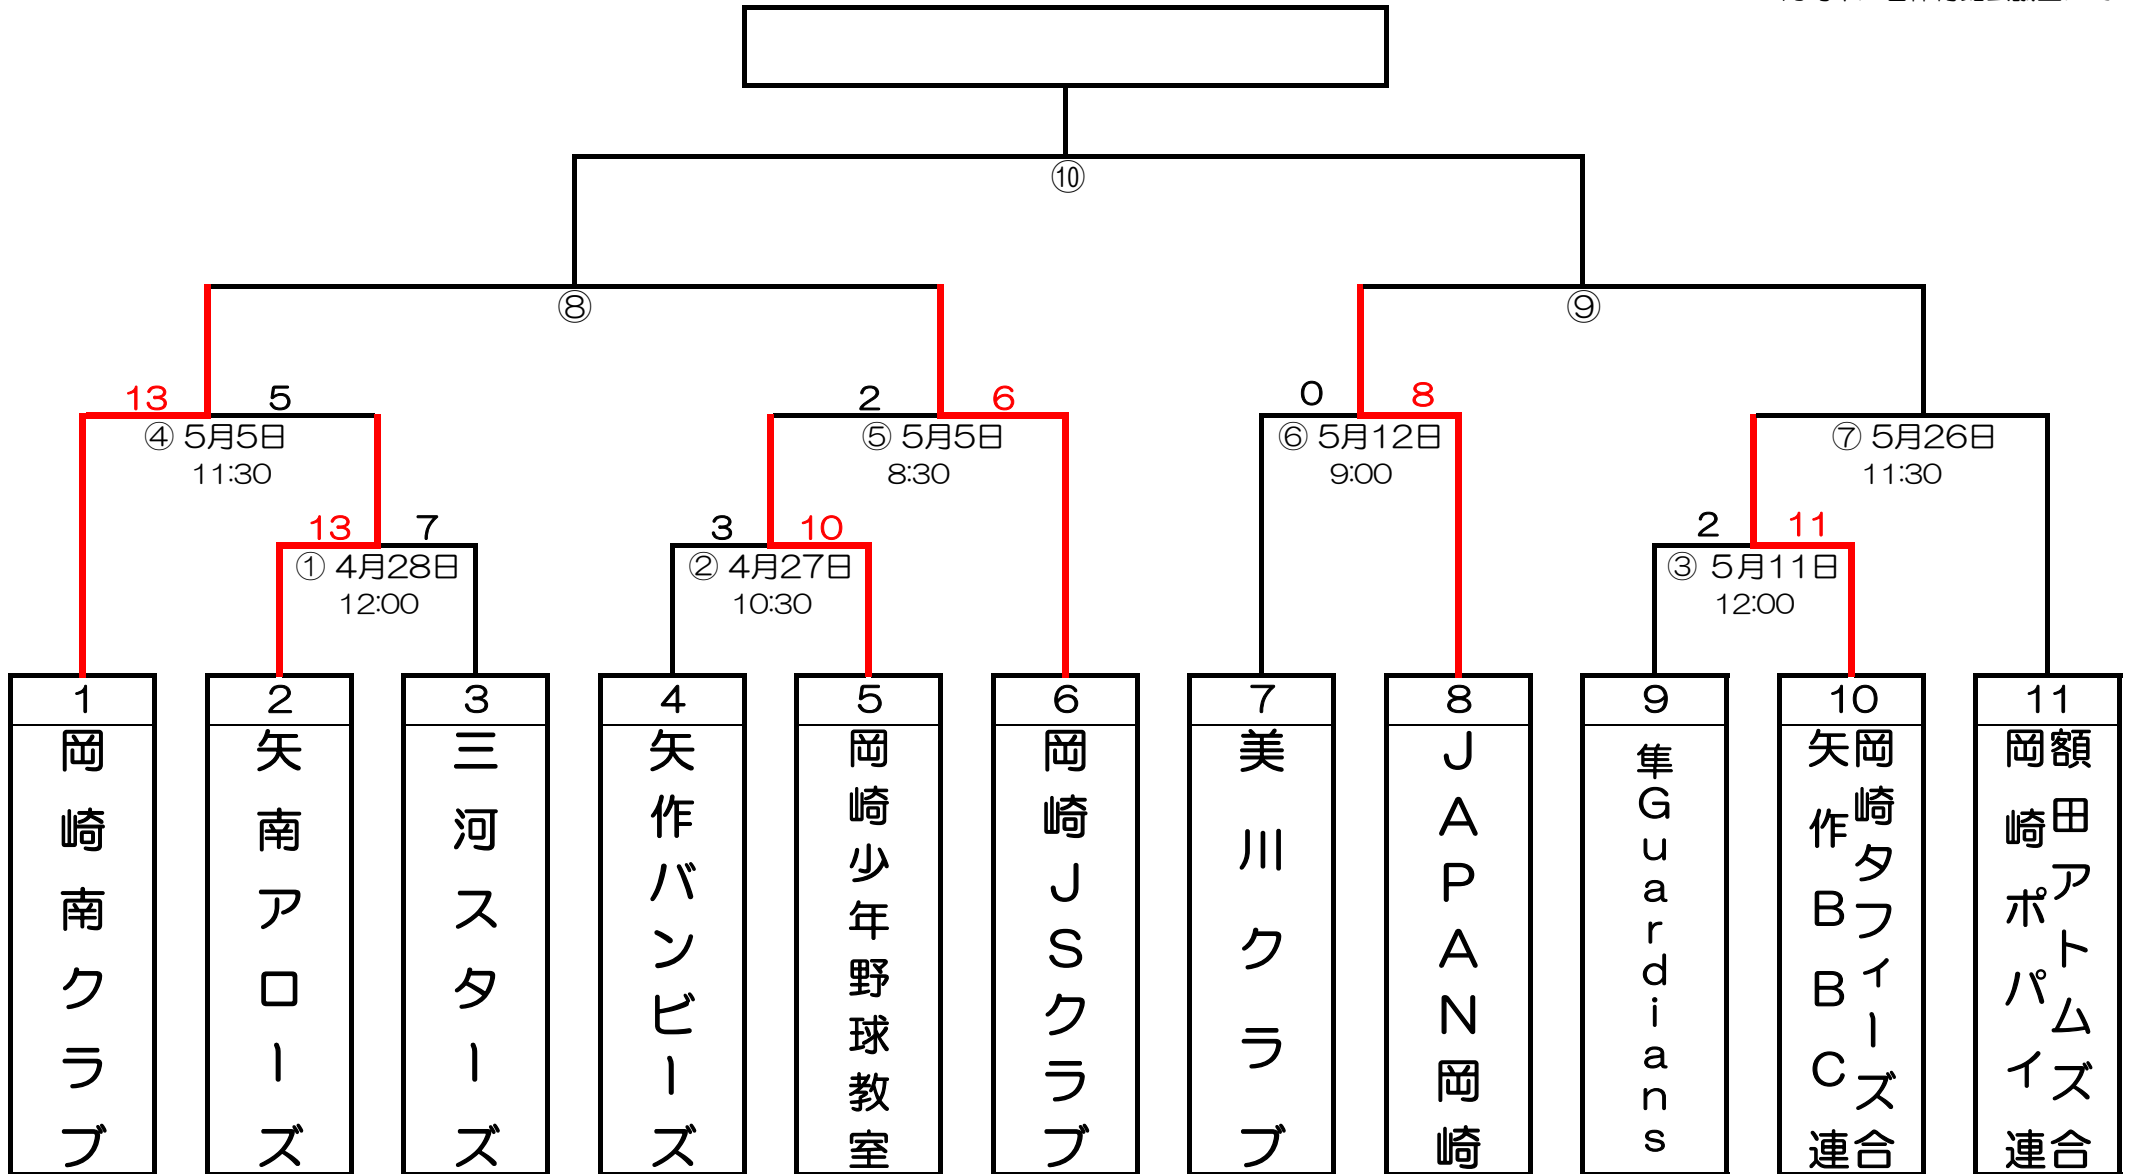 ⑩
⑧
⑨
13 5
2 6
0 8
④ 5月5日
11:30
⑤ 5月5日
8:30
⑥ 5月12日
9:00
⑦ 5月26日
11:30
13 7
3 10
2 11
① 4月28日
12:00
② 4月27日
10:30
③ 5月11日
12:00
1
岡崎南クラブ
2
矢南アローズ
3
三河スターズ
4
矢作バンビーズ
5
岡崎少年野球教室
6
岡崎JSクラブ
7
美川クラブ
8
JAPAN岡崎
9
隼Guardians
10
岡崎タフィーズ合
矢作BBC連
11
額田アトムズ合
岡崎ポパイ連